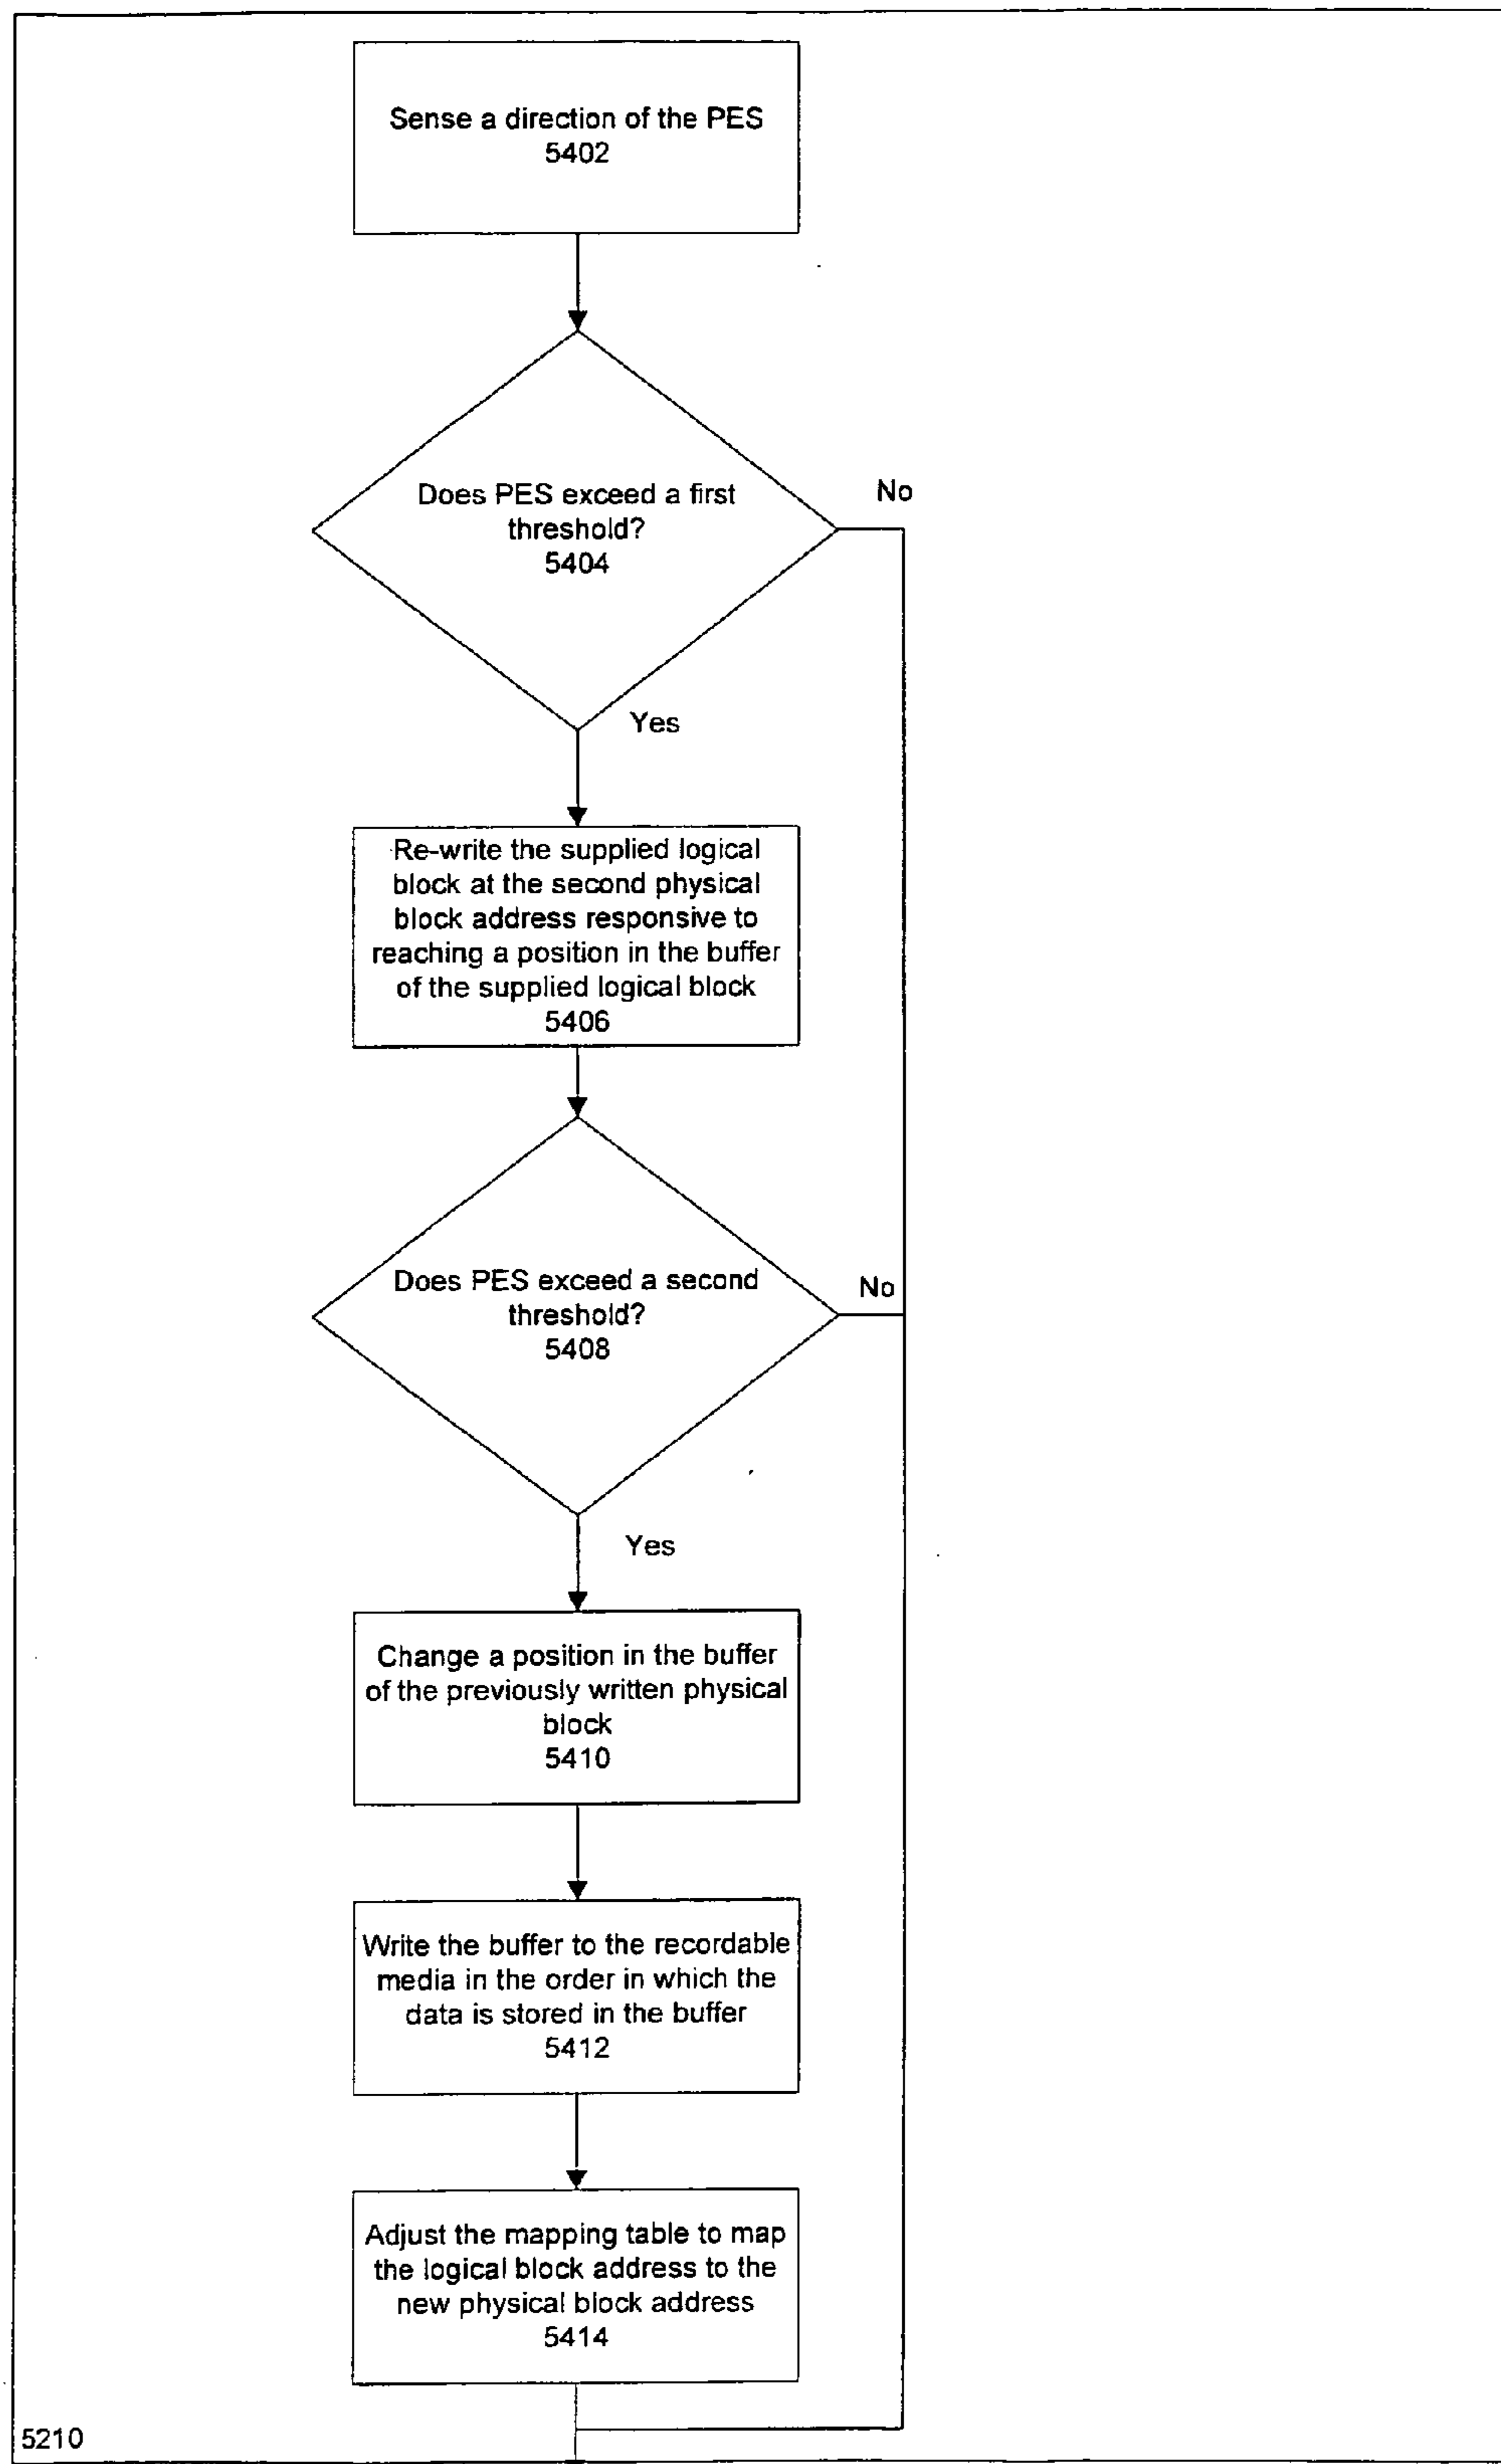 Sense a direction of the PES
5402
Does PES exceed a first
threshold?
5404
No
Yes
Re-write the supplied logical
block at the second physical
block address responsive to
reaching a position in the buffer
of the supplied logical block
5406
Does PES exceed a second
threshold?
5408
No
Yes
Change a position in the buffer
of the previously written physical
block
5410
Write the buffer to the recordable
media in the order in which the
data is stored in the buffer
5412
Adjust the mapping table to map
the logical block address to the
new physical block address
5414
5210